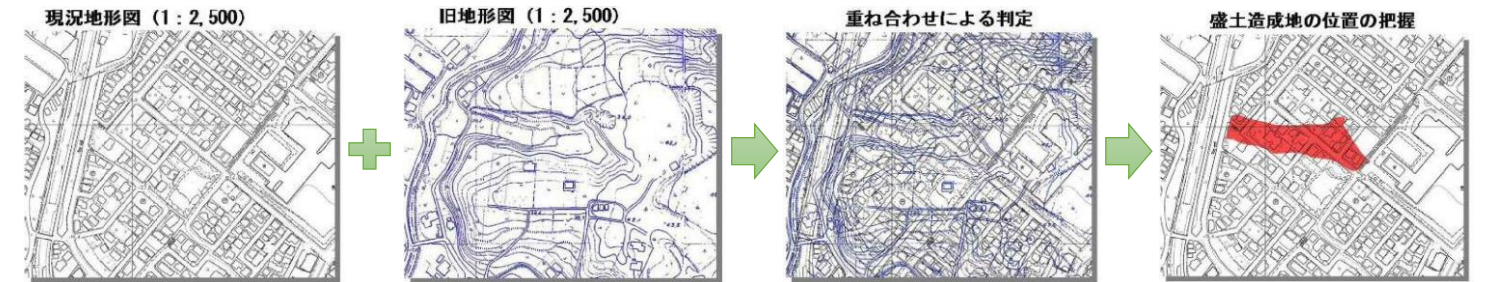 現況地形図（1：2,500）
旧地形図（1：2,500）
重ね合わせによる判定
盛土造成地の位置の把握